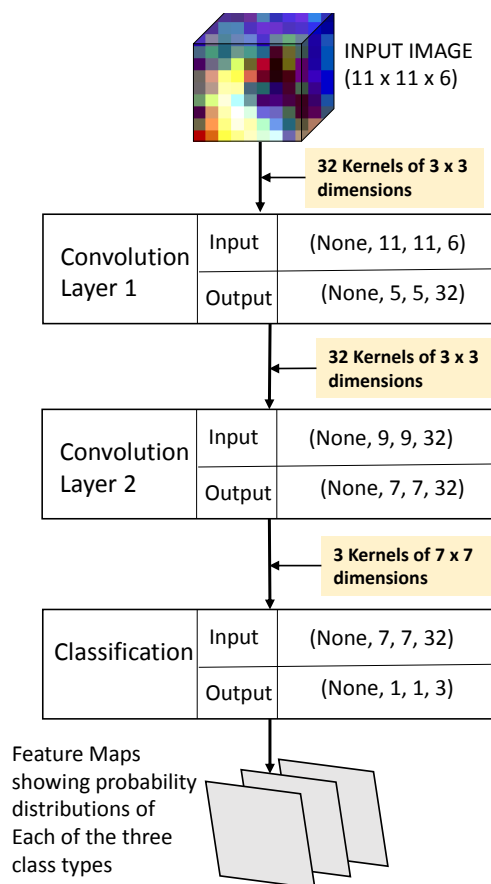 INPUT IMAGE
(11 x 11 x 6)
32 Kernels of 3 x 3
dimensions
Convolution
Layer 1
Input
(None, 11, 11, 6)
Output
(None, 5, 5, 32)
32 Kernels of 3 x 3
dimensions
Convolution
Layer 2
Input
(None, 9, 9, 32)
Output
(None, 7, 7, 32)
3 Kernels of 7 x 7
dimensions
Classification
Input
(None, 7, 7, 32)
Output
(None, 1, 1, 3)
Feature Maps
showing probability
distributions of
Each of the three
class types